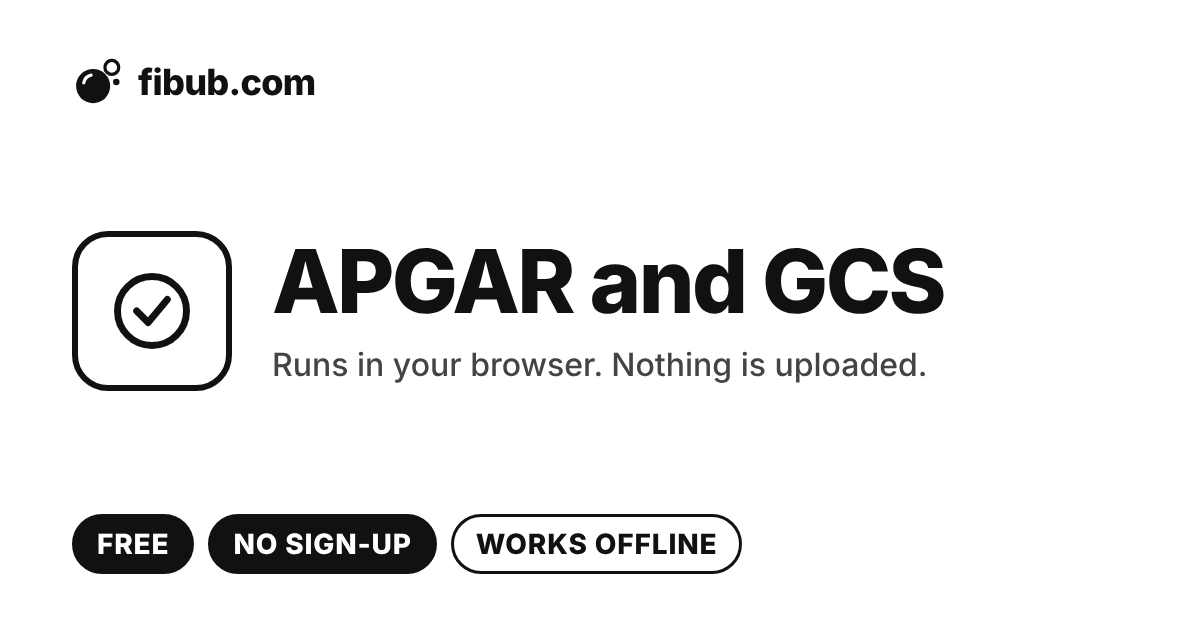 fibub.com
APGAR and GCS
Runs in your browser. Nothing is uploaded.
FREE NO SIGN-UP WORKS OFFLINE